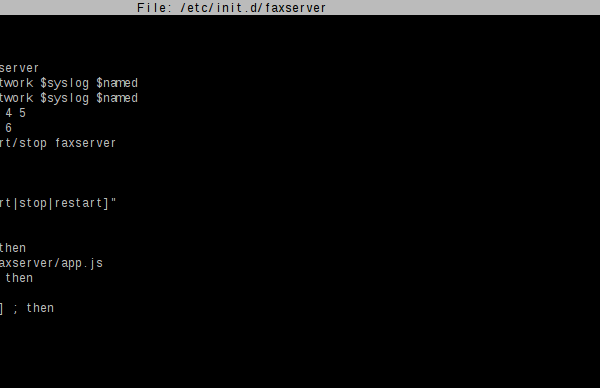 File: /etc/init.d/faxserver
server
twork $syslog $named
twork $syslog $named
4 5
6
rt/stop faxserver
rt|stop|restart]"
then
axserver/app.js
then
] ; then